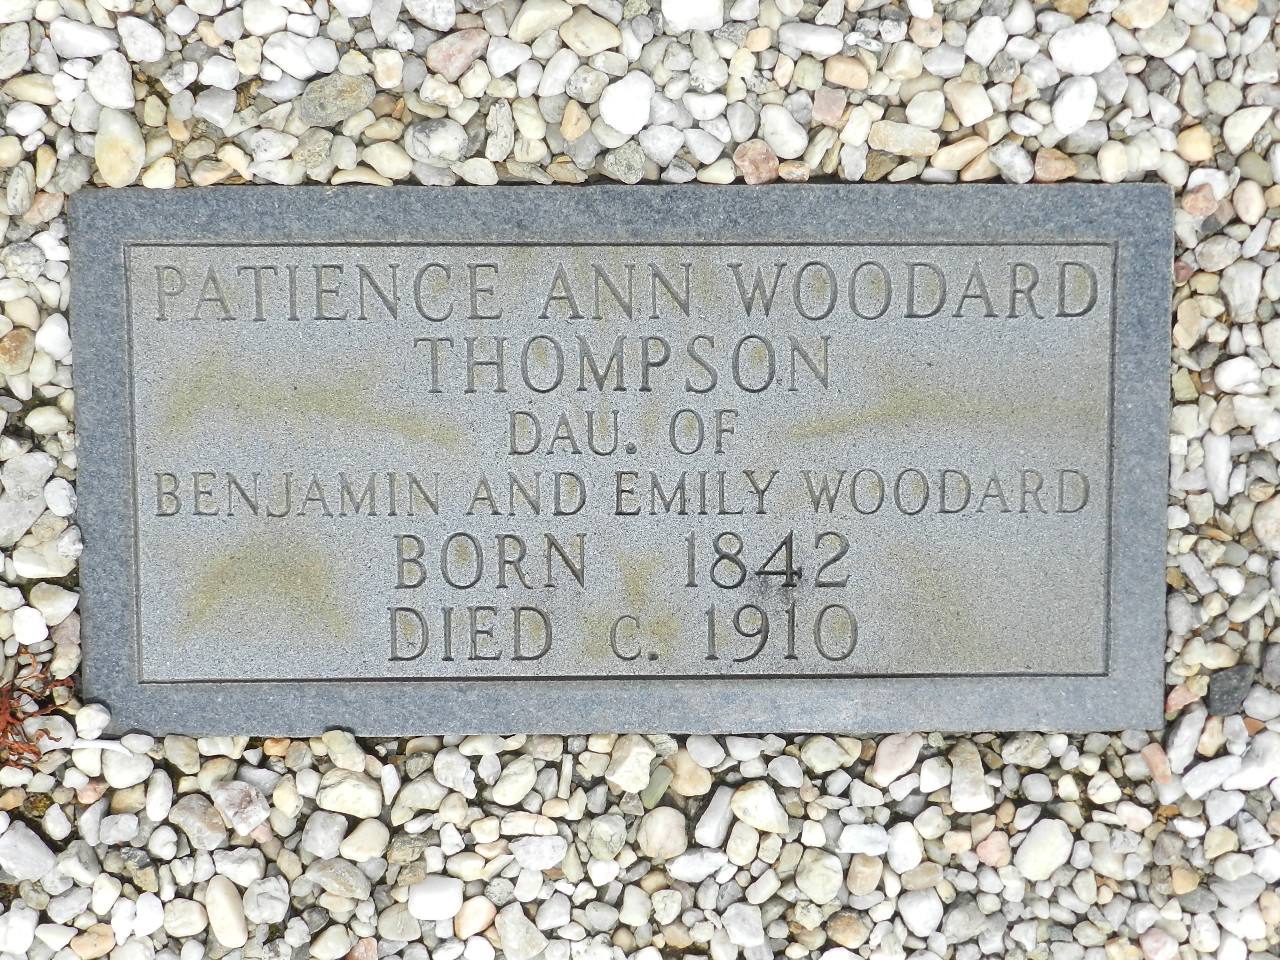 PATIENCE ANN WOODARD
THOMPSON
DAU. OF
BENJAMIN AND EMILY WOODARD
BORN 1842
DIED C. 1910